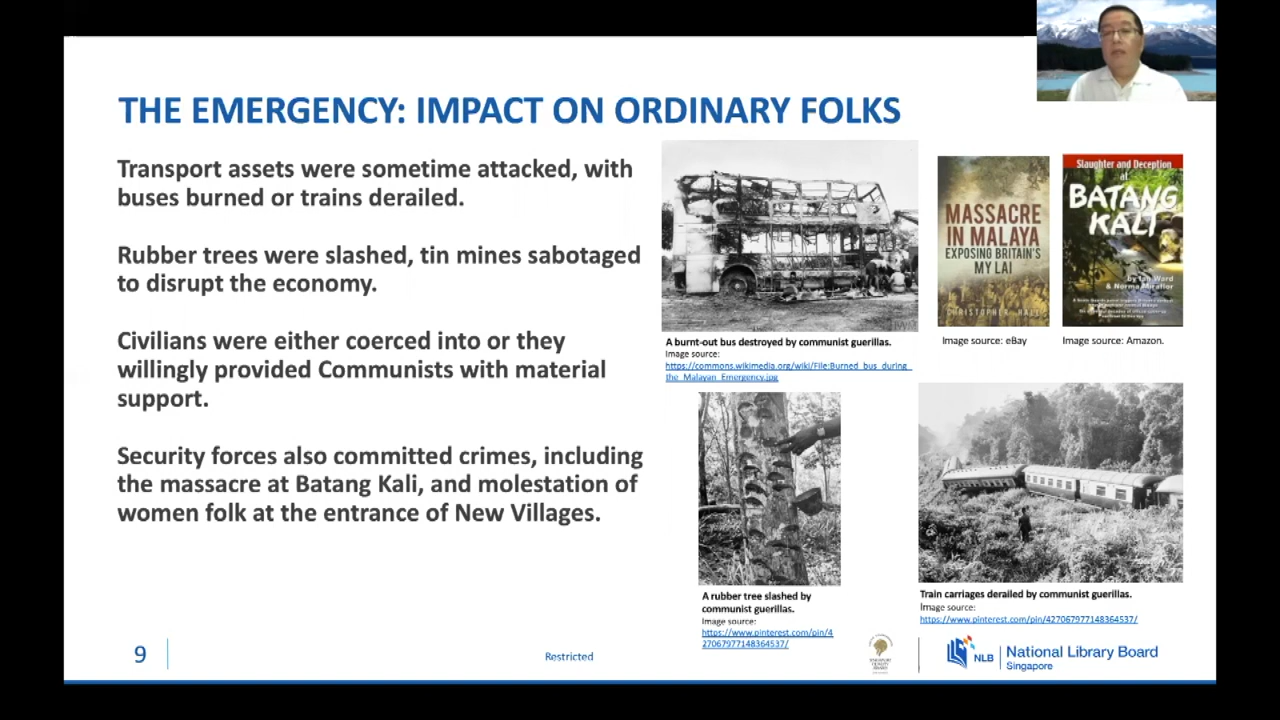 THE EMERGENCY: IMPACT ON ORDINARY FOLKS
Transport assets were sometime attacked, with
buses burned or trains derailed.
Rubber trees were slashed, tin mines sabotaged
to disrupt the economy.
Civilians were either coerced into or they
willingly provided Communists with material
support.
Security forces also committed crimes, including
the massacre at Batang Kali, and molestation of
women folk at the entrance of New Villages.
A burnt-out bus destroyed by communist guerillas.
Image source:
https://commons.wikimedia.org/wiki/File:Burned_bus_during_
the_Malayan_Emergency.jpg
MASSACRE
IN MALAYA
EXPOSING BRITAIN'S
MY LAI
CHRISTOPHER HALE
Image source: eBay
Slaughter and Deception
at
BATANG
KALI
by Ian Ward
& Norma Miraflor
Image source: Amazon.
A rubber tree slashed by
communist guerillas.
Image source:
https://www.pinterest.com/pin/4
27067977148364537/
Train carriages derailed by communist guerillas.
Image source:
https://www.pinterest.com/pin/427067977148364537/
9
Restricted
NLB
National Library Board
Singapore